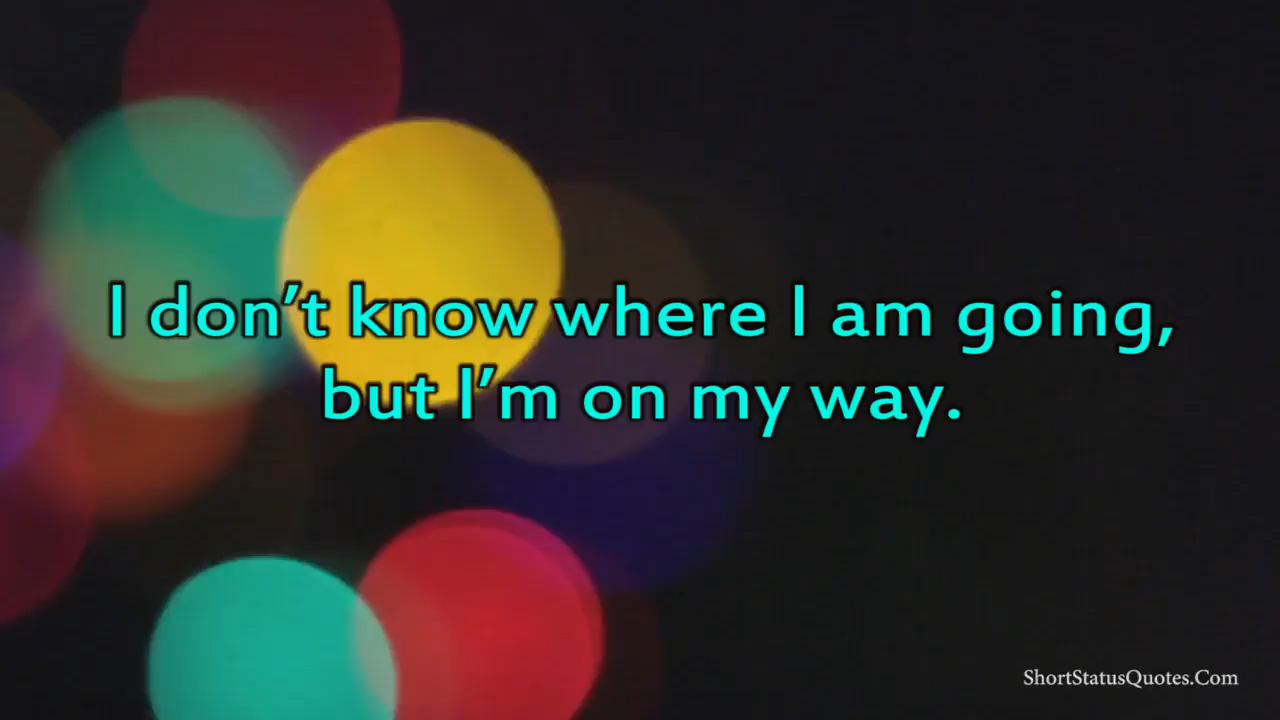 I don’t know where I am going,
but I’m on my way.
ShortStatusQuotes.Com